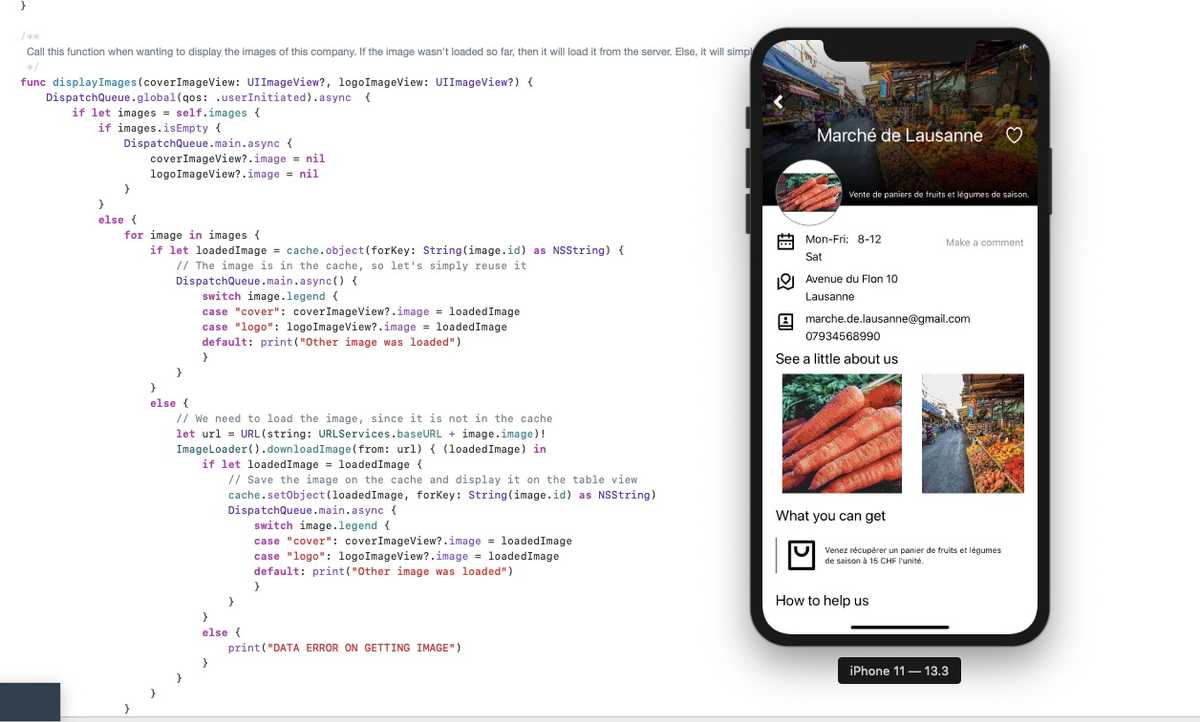 }
/**
Call this function when wanting to display the images of this company. If the image wasn't loaded so far, then it will load it from the server. Else, it will simpl
*/
func displayImages(coverImageView: UIImageView?, logoImageView: UIImageView?) {
DispatchQueue.global(qos: .userInitiated).async {
if let images = self.images {
if images.isEmpty {
DispatchQueue.main.async {
coverImageView?.image = nil
logoImageView?.image = nil
}
}
else {
for image in images {
if let loadedImage = cache.object(forKey: String(image.id) as NSString) {
// The image is in the cache, so let's simply reuse it
DispatchQueue.main.async() {
switch image.legend {
case "cover": coverImageView?.image = loadedImage
case "logo": logoImageView?.image = loadedImage
default: print("Other image was loaded")
}
}
}
else {
// We need to load the image, since it is not in the cache
let url = URL(string: URLServices.baseURL + image.image)!
ImageLoader().downloadImage(from: url) { (loadedImage) in
if let loadedImage = loadedImage {
// Save the image on the cache and display it on the table view
cache.setObject(loadedImage, forKey: String(image.id) as NSString)
DispatchQueue.main.async {
switch image.legend {
case "cover": coverImageView?.image = loadedImage
case "logo": logoImageView?.image = loadedImage
default: print("Other image was loaded")
}
}
}
else {
print("DATA ERROR ON GETTING IMAGE")
}
}
}
}
Marché de Lausanne
Vente de paniers de fruits et légumes de saison.
Mon-Fri: 8-12
Make a comment
Sat
Avenue du Flon 10
Lausanne
marche.de.lausanne@gmail.com
07934568990
See a little about us
What you can get
Venez récupérer un panier de fruits et légumes
de saison à 15 CHF l'unité.
How to help us
iPhone 11 — 13.3